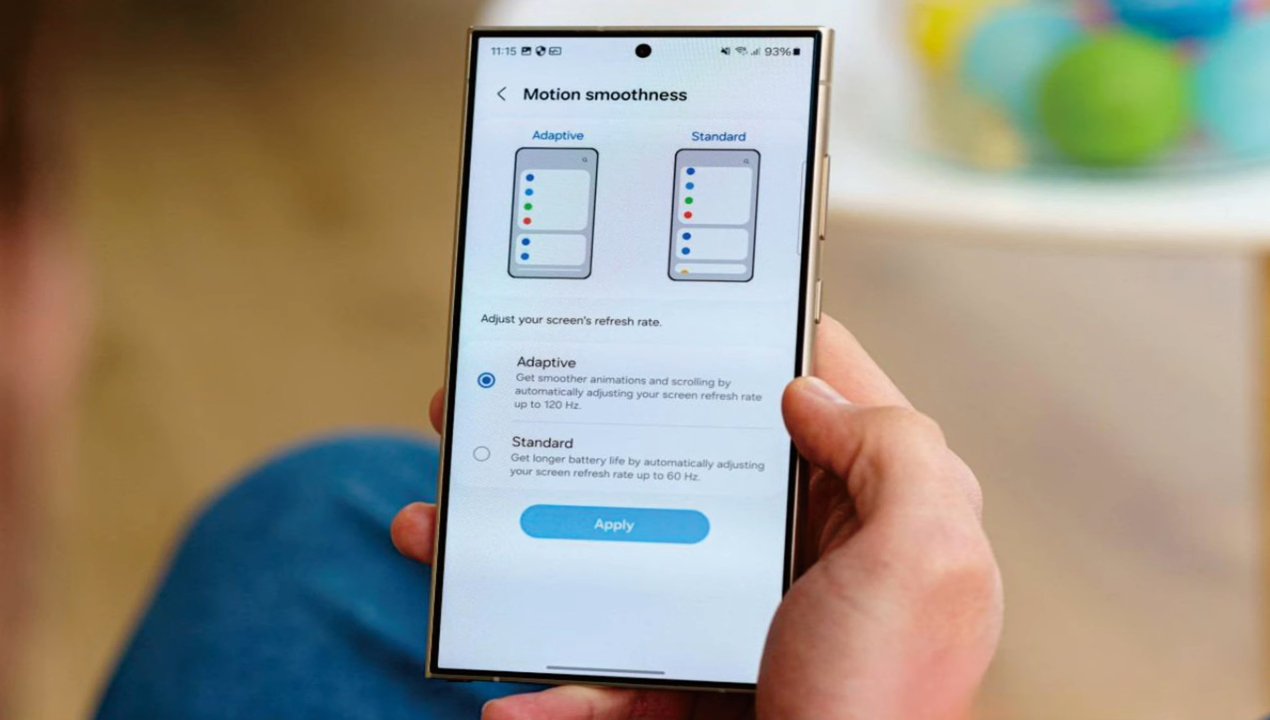 11:15 93%
Motion smoothness
Adaptive Standard
Adjust your screen's refresh rate.
Adaptive
Get smoother animations and scrolling by
automatically adjusting your screen refresh rate
up to 120 Hz.
Standard
Get longer battery life by automatically adjusting
your screen refresh rate up to 60 Hz.
Apply